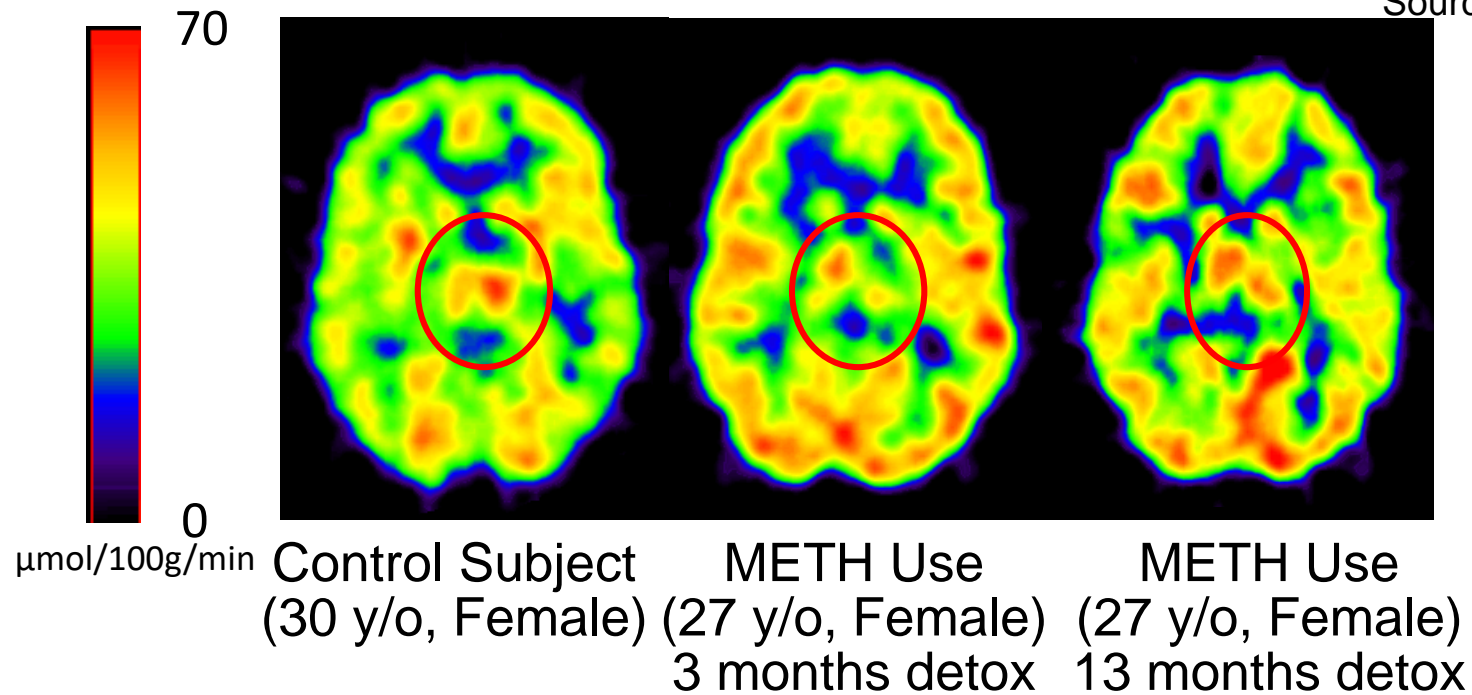 70
0
μmol/100g/min
Control Subject
(30 y/o, Female)
METH Use
(27 y/o, Female)
3 months detox
METH Use
(27 y/o, Female)
13 months detox